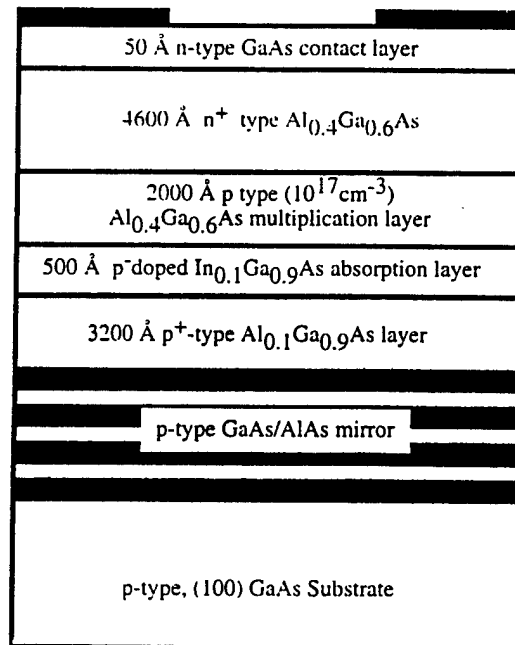 50 Å n-type GaAs contact layer
4600 Å n⁺ type Al₀.₄Ga₀.₆As
2000 Å p type (10¹⁷cm⁻³)
Al₀.₄Ga₀.₆As multiplication layer
500 Å p⁻doped In₀.₁Ga₀.₉As absorption layer
3200 Å p⁺-type Al₀.₁Ga₀.₉As layer
p-type GaAs/AlAs mirror
p-type, (100) GaAs Substrate